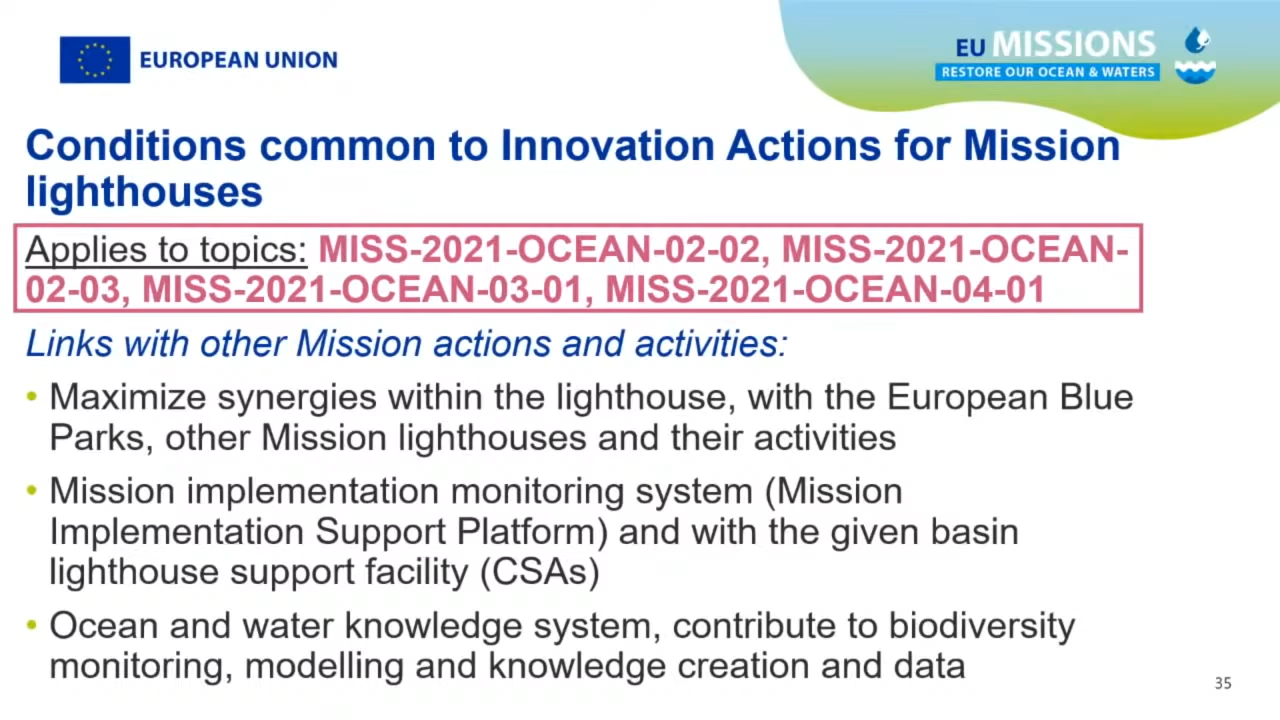 EUROPEAN UNION
EU MISSIONS
RESTORE OUR OCEAN & WATERS
Conditions common to Innovation Actions for Mission
lighthouses
Applies to topics: MISS-2021-OCEAN-02-02, MISS-2021-OCEAN-
02-03, MISS-2021-OCEAN-03-01, MISS-2021-OCEAN-04-01
Links with other Mission actions and activities:
• Maximize synergies within the lighthouse, with the European Blue
Parks, other Mission lighthouses and their activities
• Mission implementation monitoring system (Mission
Implementation Support Platform) and with the given basin
lighthouse support facility (CSAs)
• Ocean and water knowledge system, contribute to biodiversity
monitoring, modelling and knowledge creation and data
35